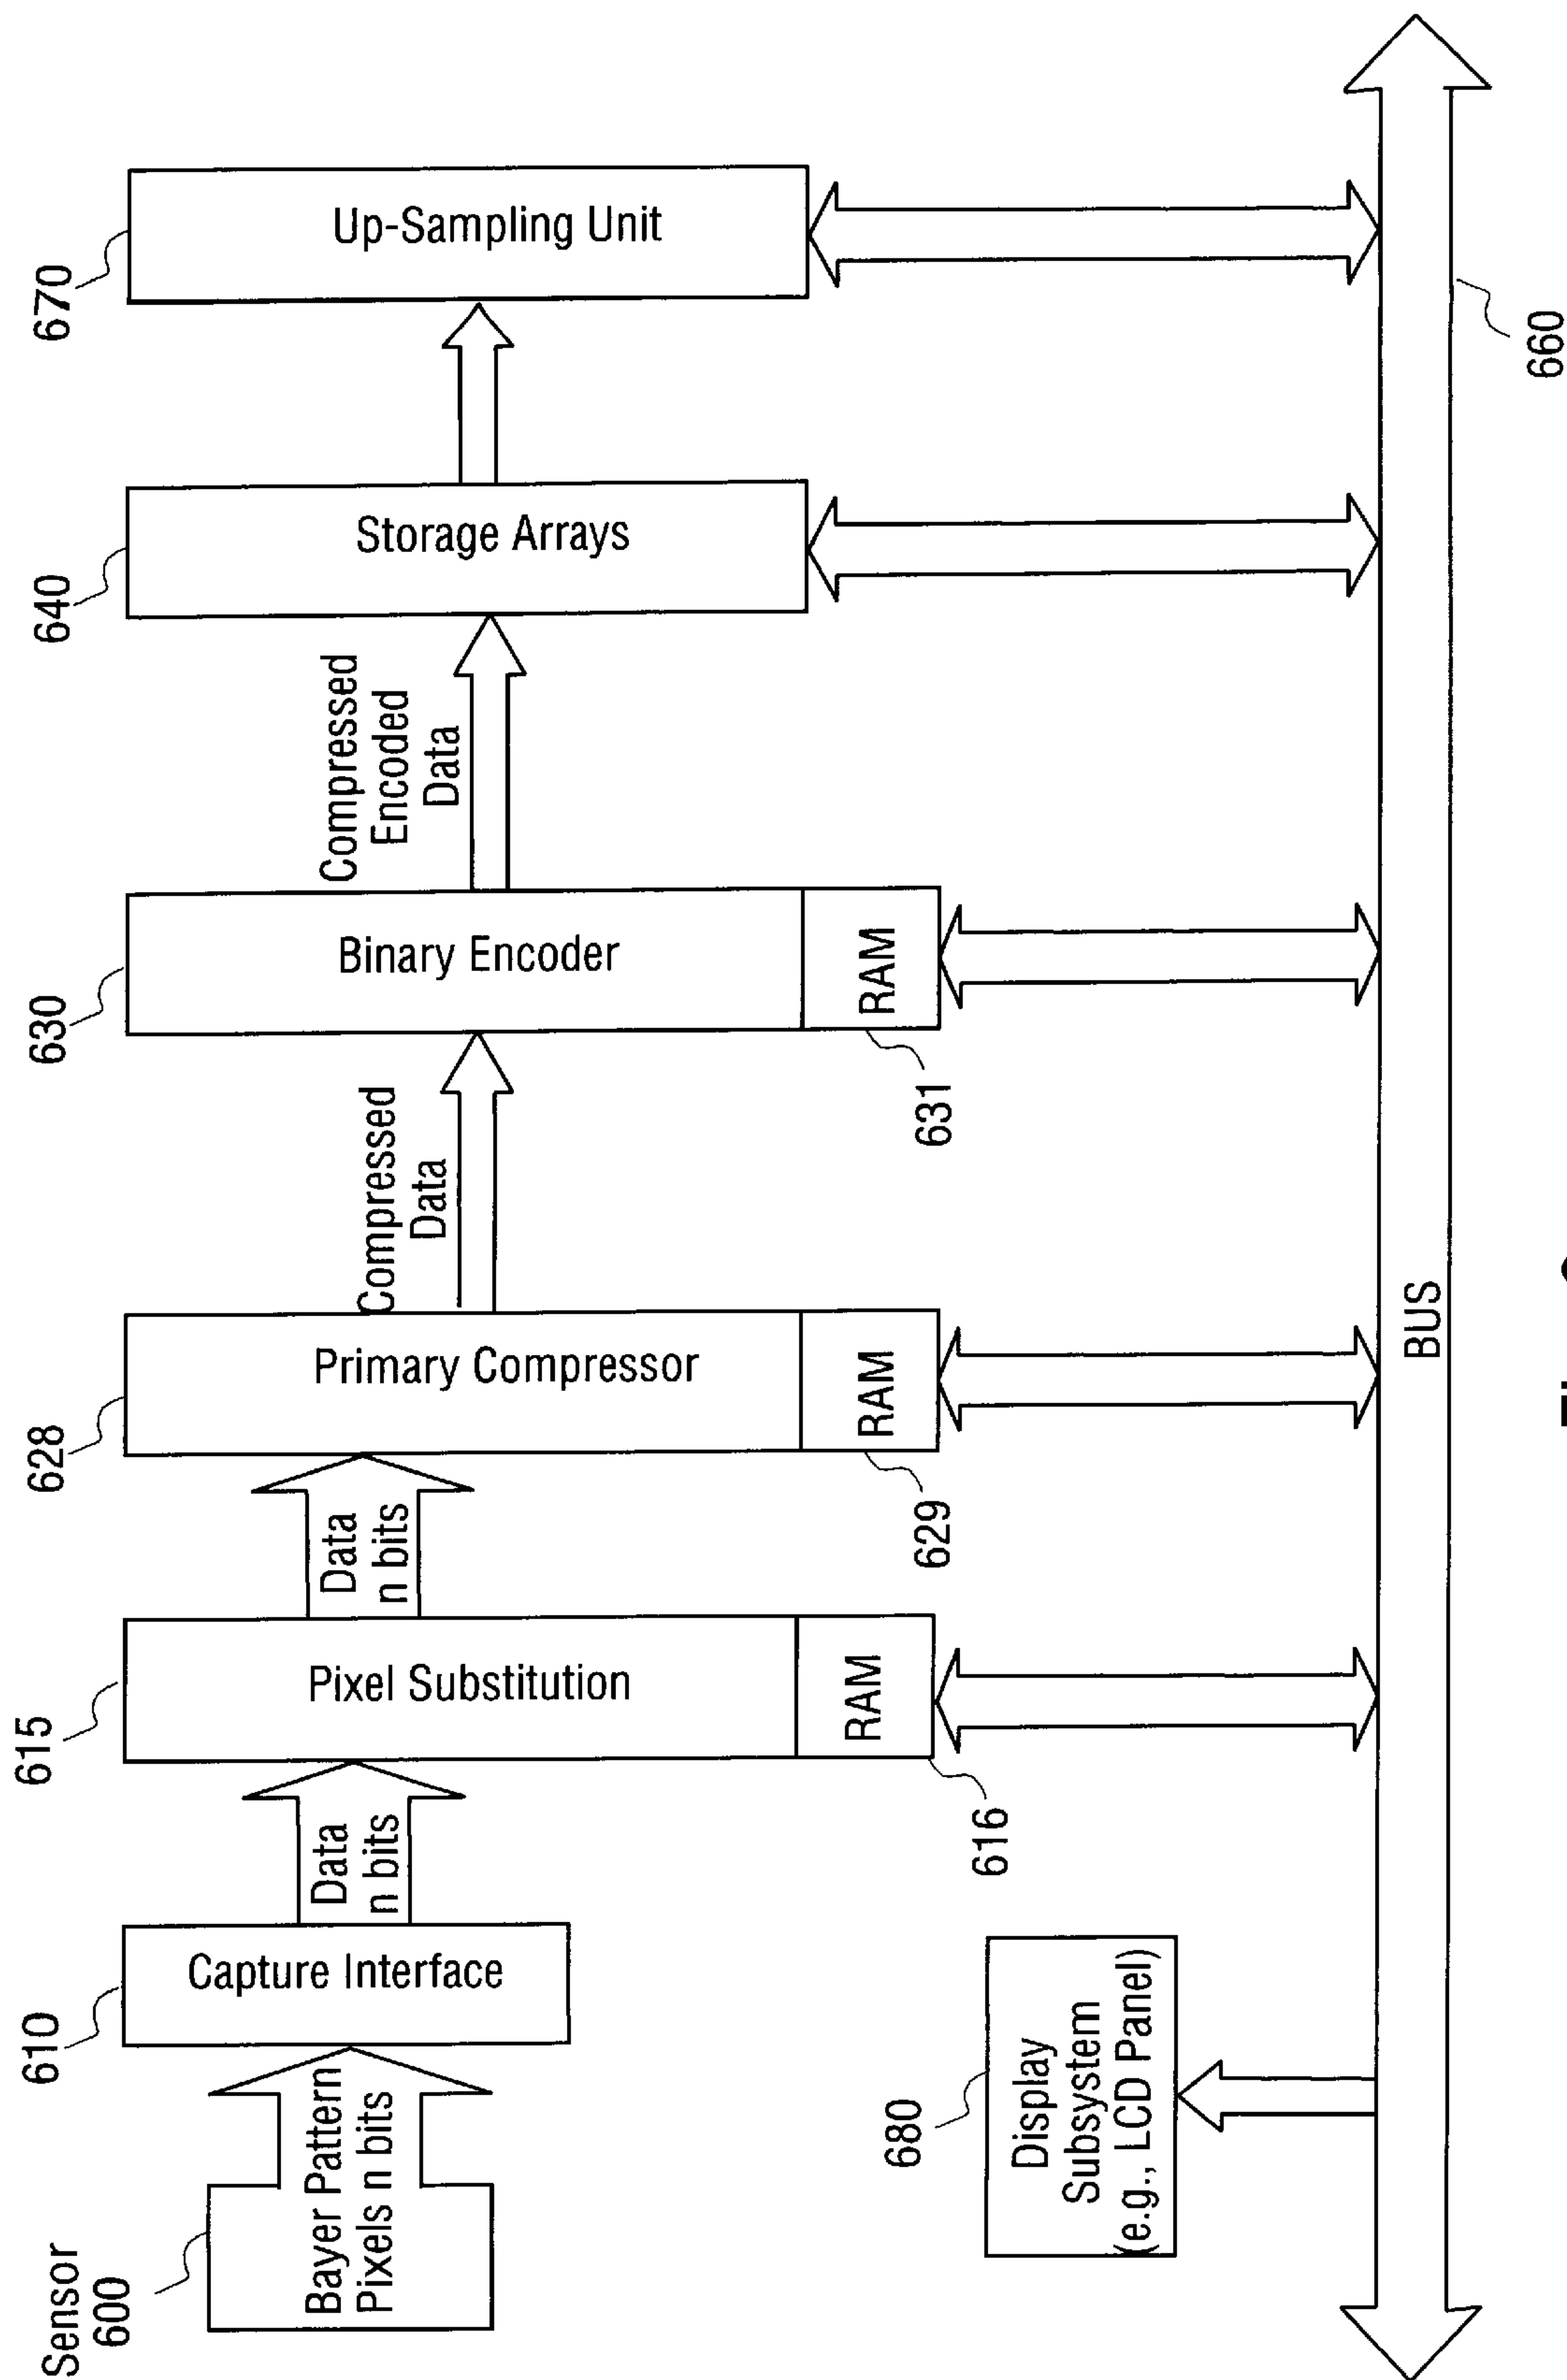 Sensor
600
Bayer Pattern
Pixels n bits
610
Capture Interface
Data
n bits
615
Pixel Substitution
RAM
616
Data
n bits
628
Primary Compressor
RAM
629
Compressed
Data
630
Binary Encoder
RAM
631
Compressed
Encoded
Data
640
Storage Arrays
670
Up-Sampling Unit
680
Display
Subsystem
(e.g., LCD Panel)
BUS
660